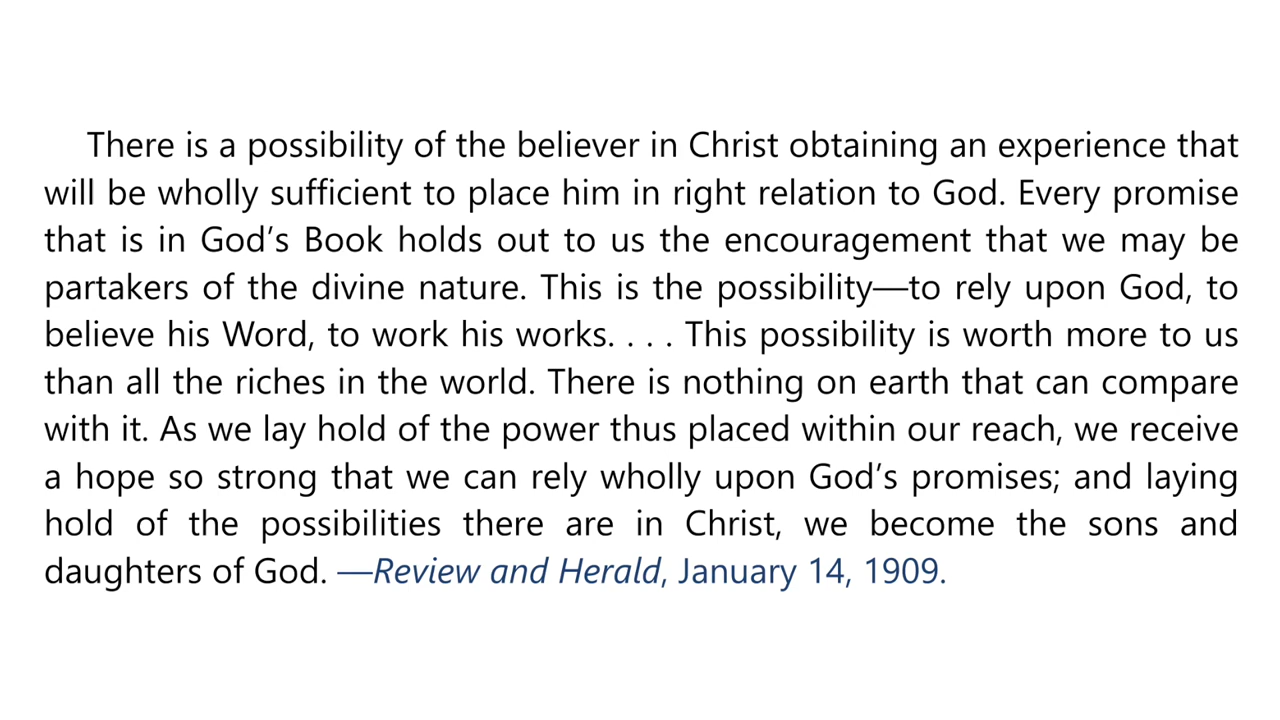 There is a possibility of the believer in Christ obtaining an experience that
will be wholly sufficient to place him in right relation to God. Every promise
that is in God’s Book holds out to us the encouragement that we may be
partakers of the divine nature. This is the possibility—to rely upon God, to
believe his Word, to work his works. . . . This possibility is worth more to us
than all the riches in the world. There is nothing on earth that can compare
with it. As we lay hold of the power thus placed within our reach, we receive
a hope so strong that we can rely wholly upon God’s promises; and laying
hold of the possibilities there are in Christ, we become the sons and
daughters of God. —Review and Herald, January 14, 1909.